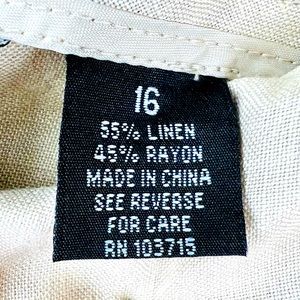 16
55% LINEN
45% RAYON
MADE IN CHINA
SEE REVERSE
FOR CARE
RN 103715